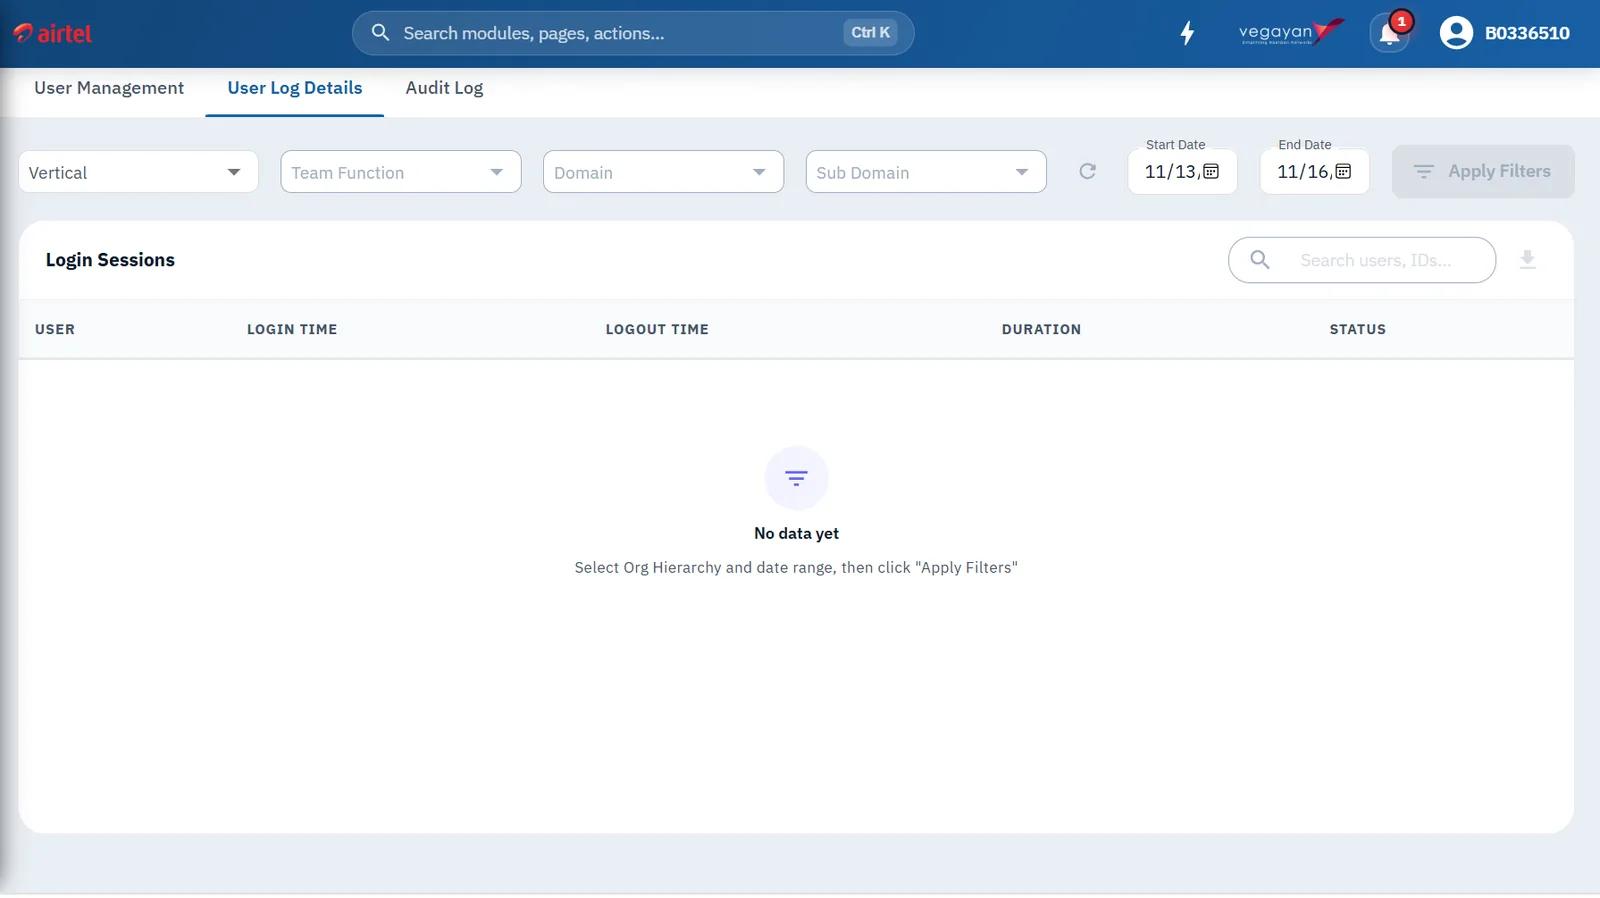 airtel
Search modules, pages, actions...
Ctrl K
vegayan
1
B0336510
User Management
User Log Details
Audit Log
Vertical
Team Function
Domain
Sub Domain
Start Date
11/13,
End Date
11/16,
Apply Filters
Login Sessions
Search users, IDs...
USER
LOGIN TIME
LOGOUT TIME
DURATION
STATUS
No data yet
Select Org Hierarchy and date range, then click "Apply Filters"